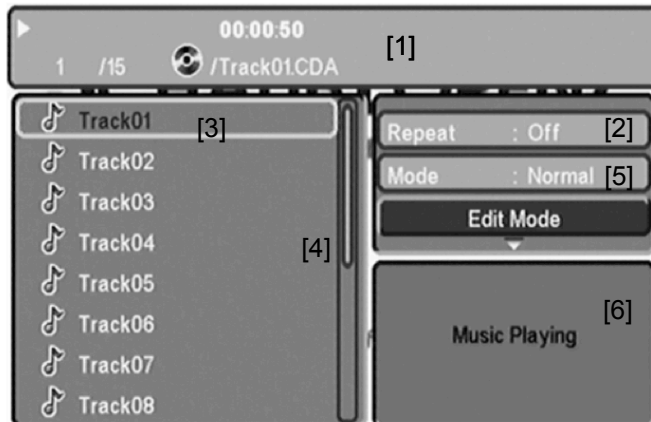 00:00:50
[1]
1 /15 /Track01.CDA
Track01 [3]
Track02
Track03
Track04
[4]
Track05
Track06
Track07
Track08
Repeat : Off [2]
Mode : Normal [5]
Edit Mode
[6]
Music Playing